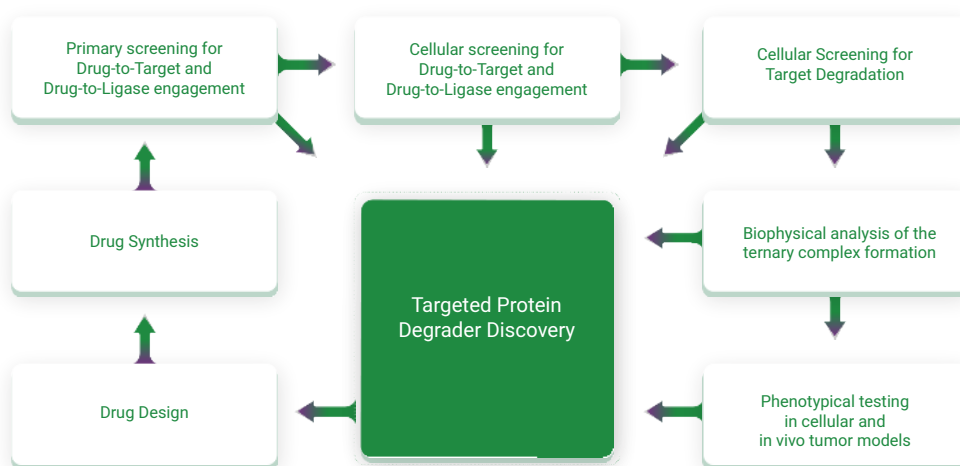 Primary screening for
Drug-to-Target and
Drug-to-Ligase engagement
Cellular screening for
Drug-to-Target and
Drug-to-Ligase engagement
Cellular Screening for
Target Degradation
Drug Synthesis
Targeted Protein
Degrader Discovery
Biophysical analysis of the
ternary complex formation
Drug Design
Phenotypical testing
in cellular and
in vivo tumor models